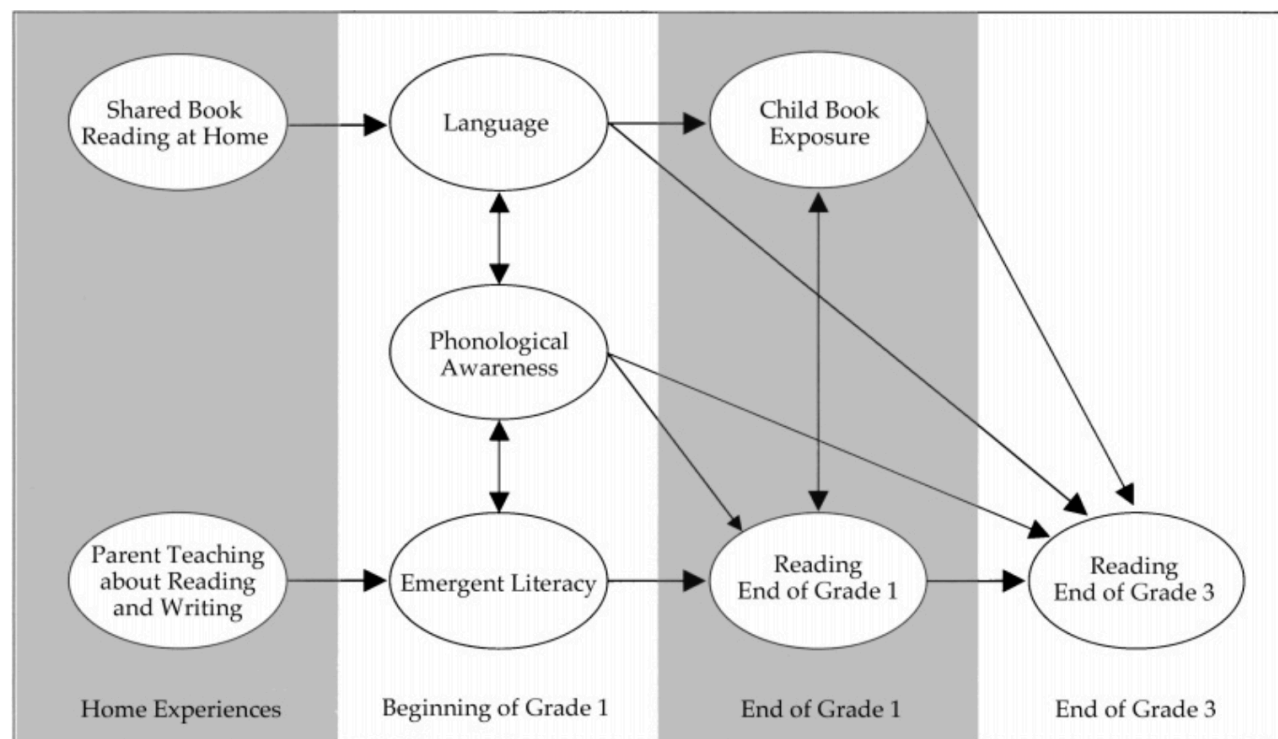 Shared Book
Reading at Home
Language
Child Book
Exposure
Phonological
Awareness
Parent Teaching
about Reading
and Writing
Emergent Literacy
Reading
End of Grade 1
Reading
End of Grade 3
Home Experiences
Beginning of Grade 1
End of Grade 1
End of Grade 3